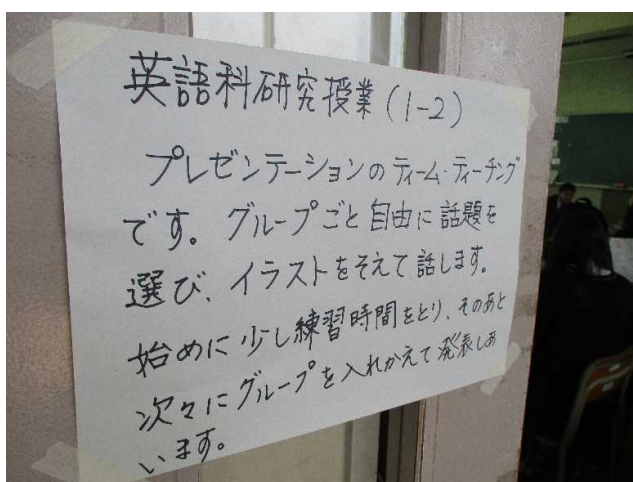 英語科研究授業(1-2)
プレゼンテーションのティーム・ティーチング
です。グループごと自由に話題を
選び、イラストをそえて話します。
始めに少し練習時間をとり、そのあと
次々にグループを入れかえて発表しあ
います。